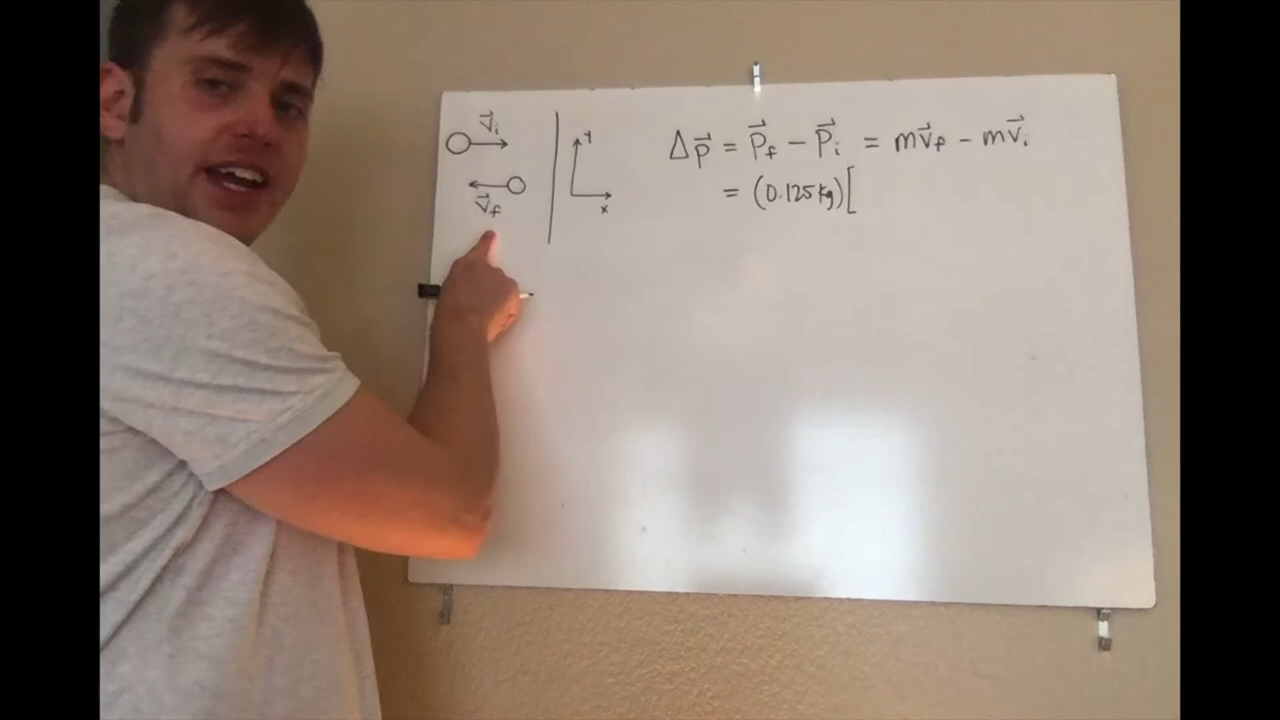 v⃗ᵢ
v⃗f
y
x
Δp⃗ = p⃗f − p⃗ᵢ = mv⃗f − mv⃗ᵢ
= (0.125 kg)[